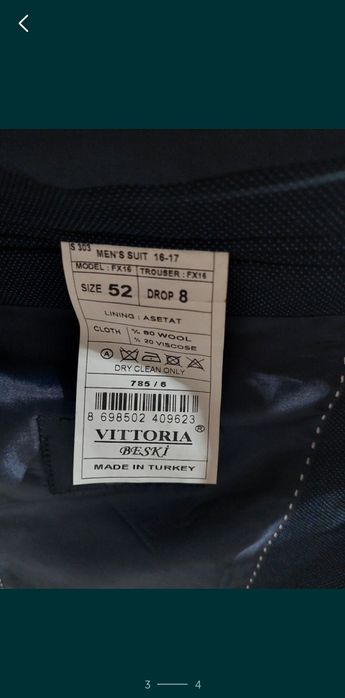 S 303 MEN'S SUIT 16-17
MODEL : FX16 TROUSER : FX16
SIZE 52 DROP 8
LINING : ASETAT
CLOTH % 80 WOOL
% 20 VISCOSE
A
DRY CLEAN ONLY
785 / 6
8 698502 409623
VITTORIA ®
BESKİ
MADE IN TURKEY
3 4